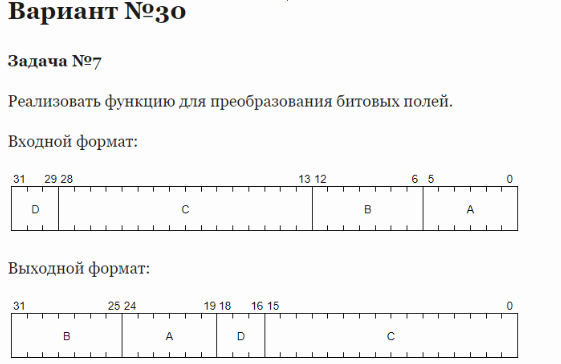 Вариант №30
Задача №7
Реализовать функцию для преобразования битовых полей.
Входной формат:
31 29 28 13 12 6 5 0
D C B A
Выходной формат:
31 25 24 19 18 16 15 0
B A D C